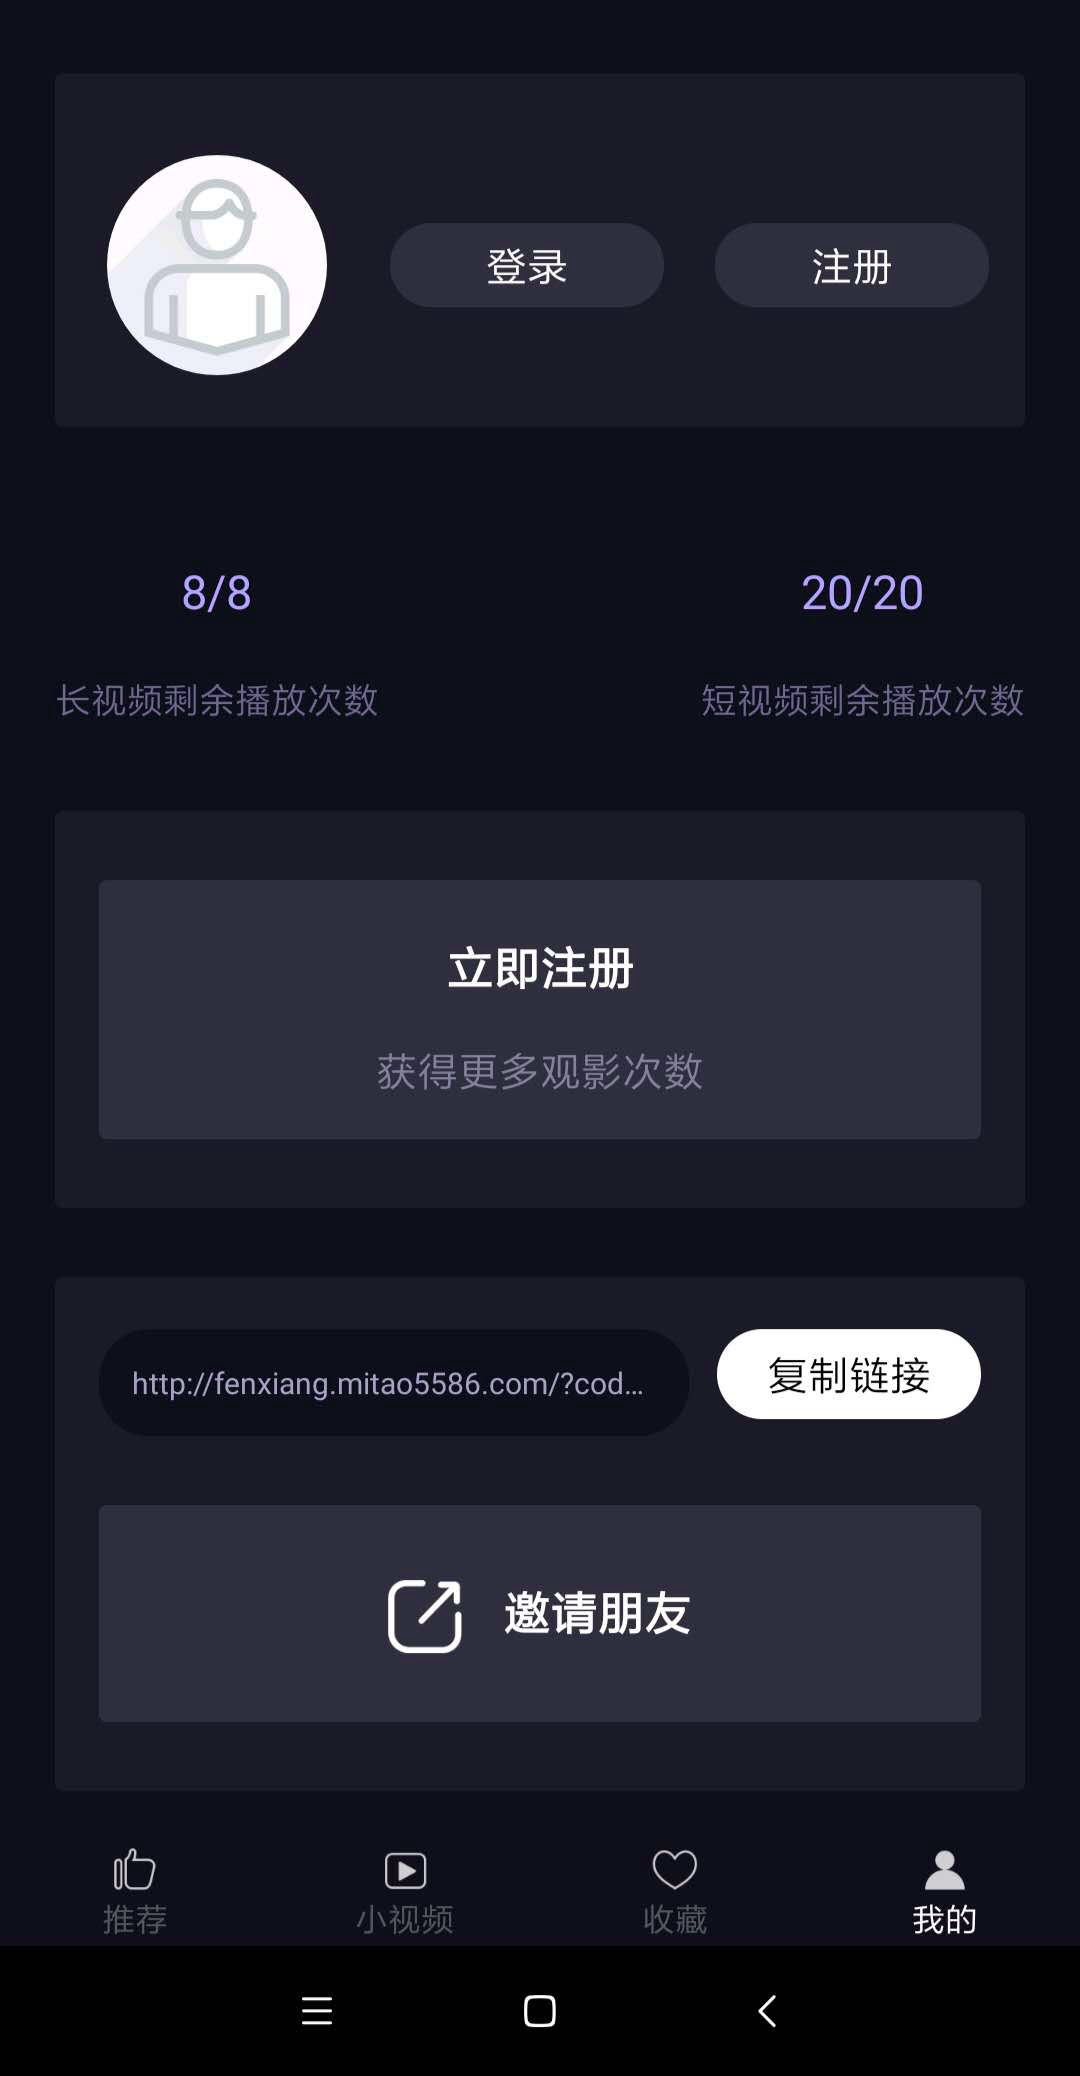 登录
注册
8/8
20/20
长视频剩余播放次数
短视频剩余播放次数
立即注册
获得更多观影次数
http://fenxiang.mitao5586.com/?cod...
复制链接
邀请朋友
推荐
小视频
收藏
我的